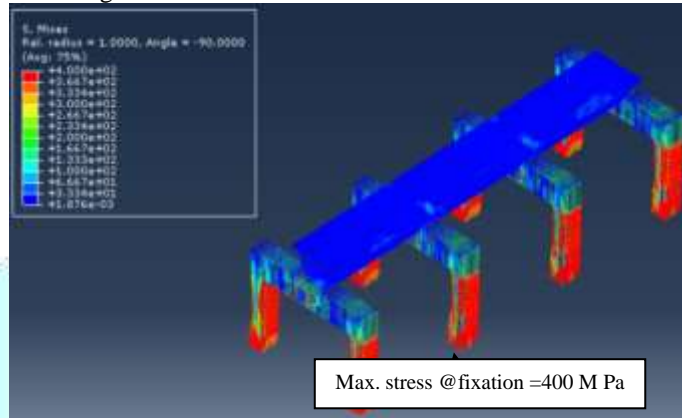 S, Mises
Rel. radius = 1.0000, Angle = -90.0000
(Avg: 75%)
+4.000e+02
+3.667e+02
+3.334e+02
+3.000e+02
+2.667e+02
+2.334e+02
+2.000e+02
+1.667e+02
+1.333e+02
+1.000e+02
+6.667e+01
+3.334e+01
+1.876e-03
Max. stress @fixation =400 M Pa